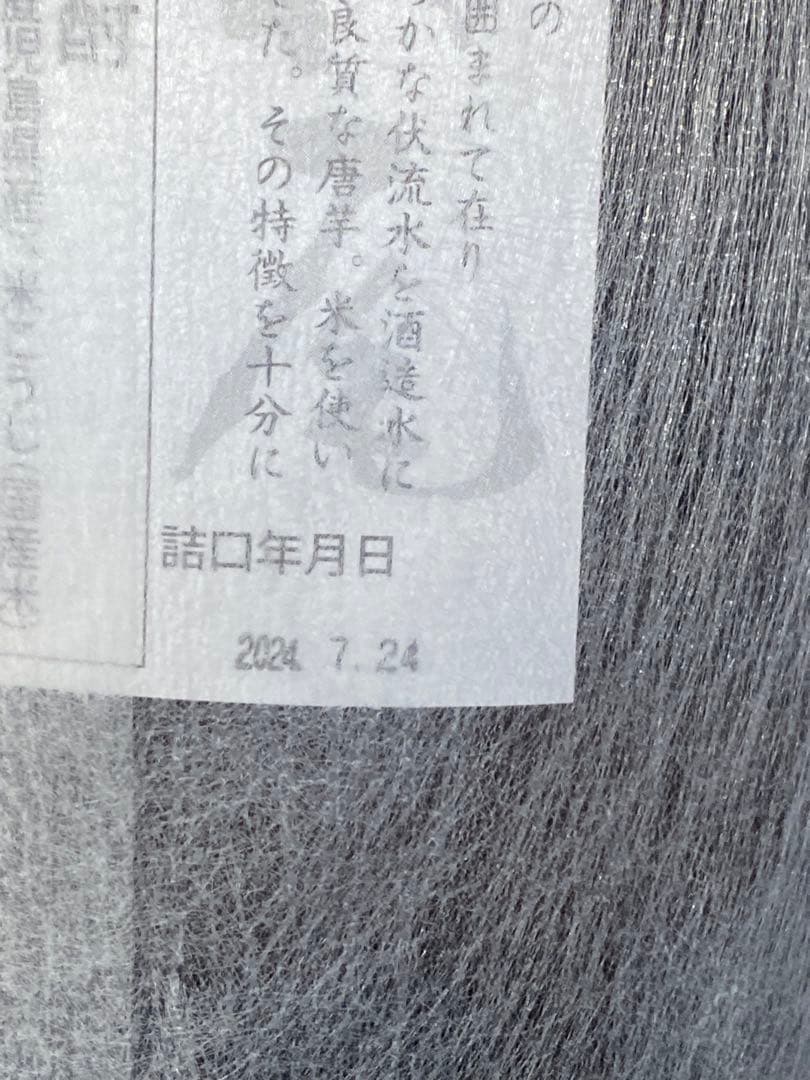 の
囲まれて在り
かな伏流水を酒造水に
良質な唐芋。米を使い
た。その特徴を十分に
詰口年月日
2024. 7. 24